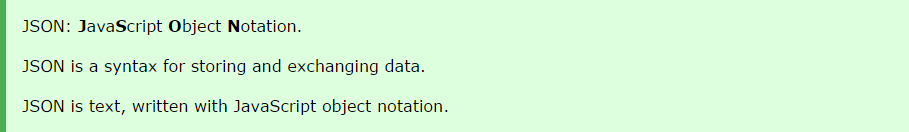 JSON: JavaScript Object Notation.
JSON is a syntax for storing and exchanging data.
JSON is text, written with JavaScript object notation.